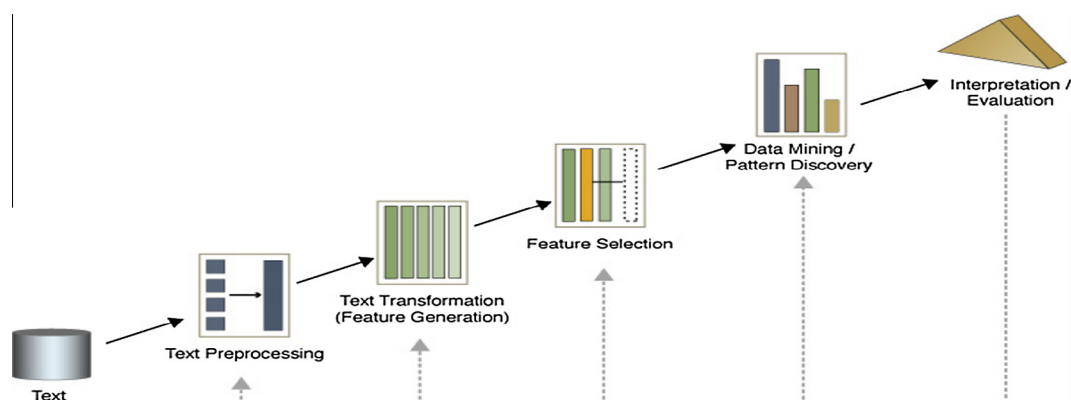 Text
Text Preprocessing
Text Transformation
(Feature Generation)
Feature Selection
Data Mining /
Pattern Discovery
Interpretation /
Evaluation